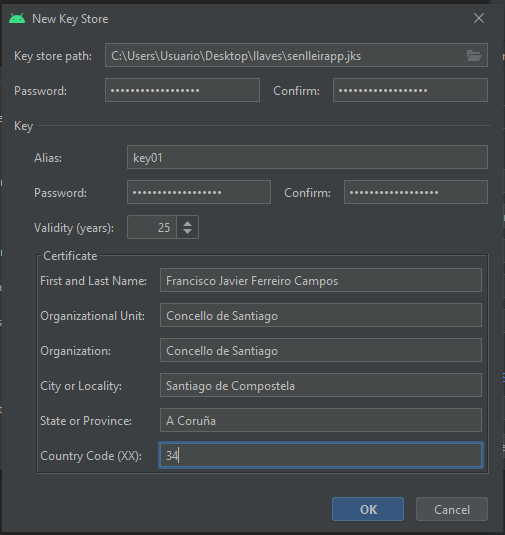 New Key Store
Key store path: C:\Users\Usuario\Desktop\llaves\senlleirapp.jks
Password: ••••••••••••••••• Confirm: ••••••••••••••••••
Key
Alias: key01
Password: •••••••••••••••••• Confirm: ••••••••••••••••••
Validity (years): 25
Certificate
First and Last Name: Francisco Javier Ferreiro Campos
Organizational Unit: Concello de Santiago
Organization: Concello de Santiago
City or Locality: Santiago de Compostela
State or Province: A Coruña
Country Code (XX): 34
OK Cancel